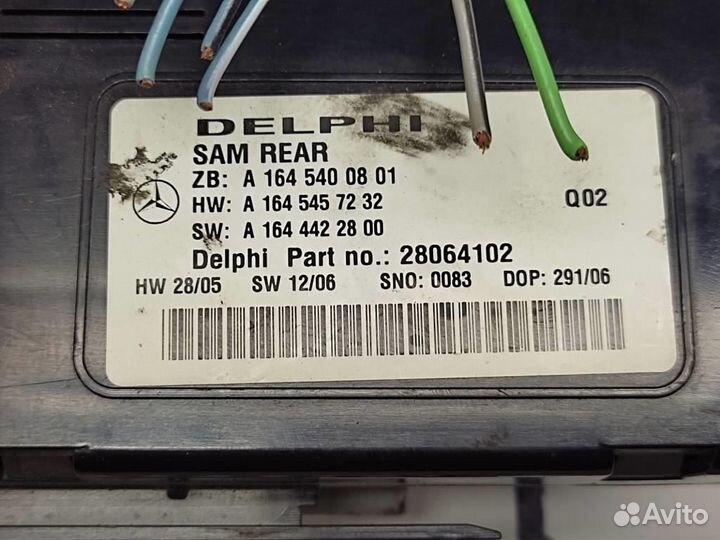 DELPHI
SAM REAR
ZB: A 164 540 08 01
HW: A 164 545 72 32
Q02
SW: A 164 442 28 00
Delphi Part no.: 28064102
HW 28/05 SW 12/06 SNO: 0083 DOP: 291/06
Avito